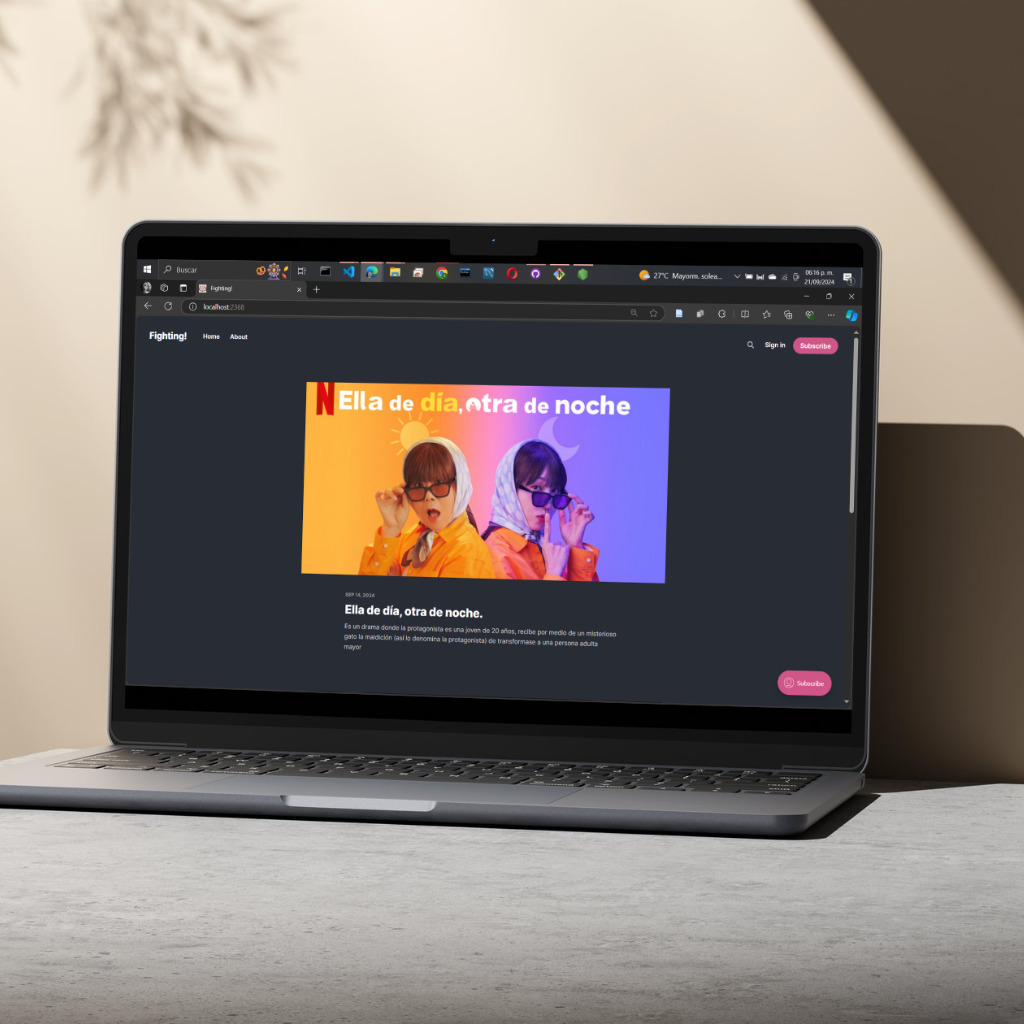 Buscar
27°C Mayorm. solea...
06:16 p. m.
21/09/2024
Fighting!
localhost:2368
Fighting!
Home
About
Sign in
Subscribe
N Ella de día, otra de noche
SEP 14, 2024
Ella de día, otra de noche.
Es un drama donde la protagonista es una joven de 20 años, recibe por medio de un misterioso
gato la maldición (así lo denomina la protagonista) de transformase a una persona adulta
mayor
Subscribe